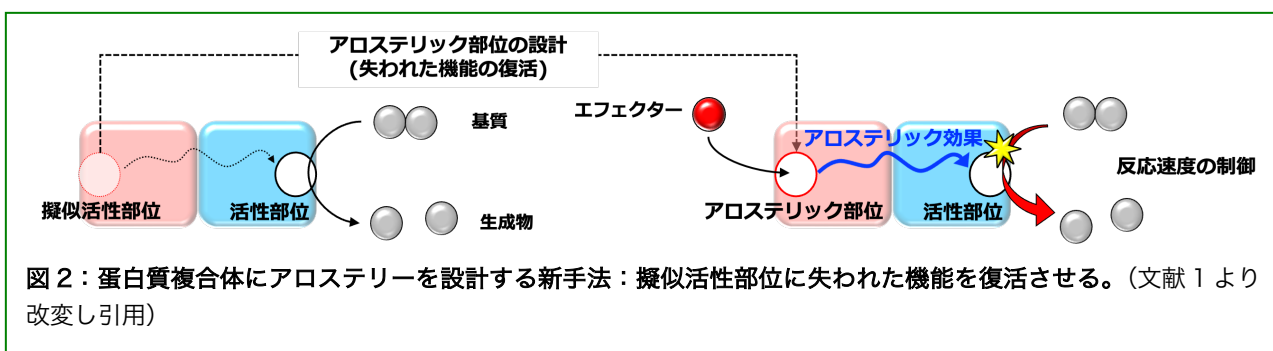 アロステリック部位の設計
(失われた機能の復活)
基質
擬似活性部位
活性部位
生成物
エフェクター
アロステリック効果
反応速度の制御
アロステリック部位
活性部位
図2：蛋白質複合体にアロステリーを設計する新手法：擬似活性部位に失われた機能を復活させる。（文献1より
改変し引用）